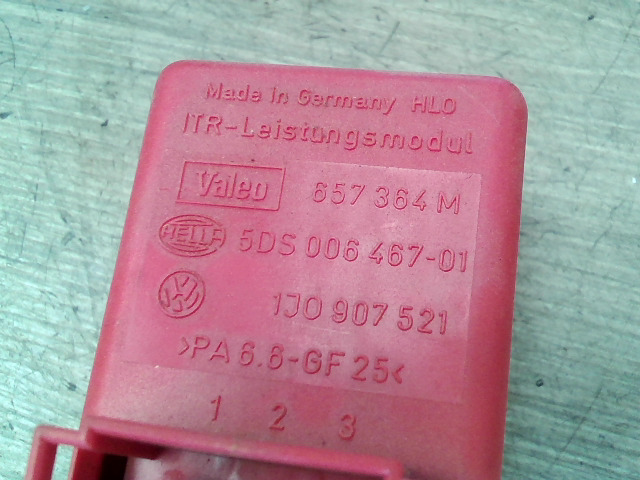 Made in Germany HLO
ITR-Leistungsmodul
Valeo 657 364 M
HELLA 5DS 006 467-01
VW 1J0 907 521
>PA 6.6-GF 25<
1 2 3